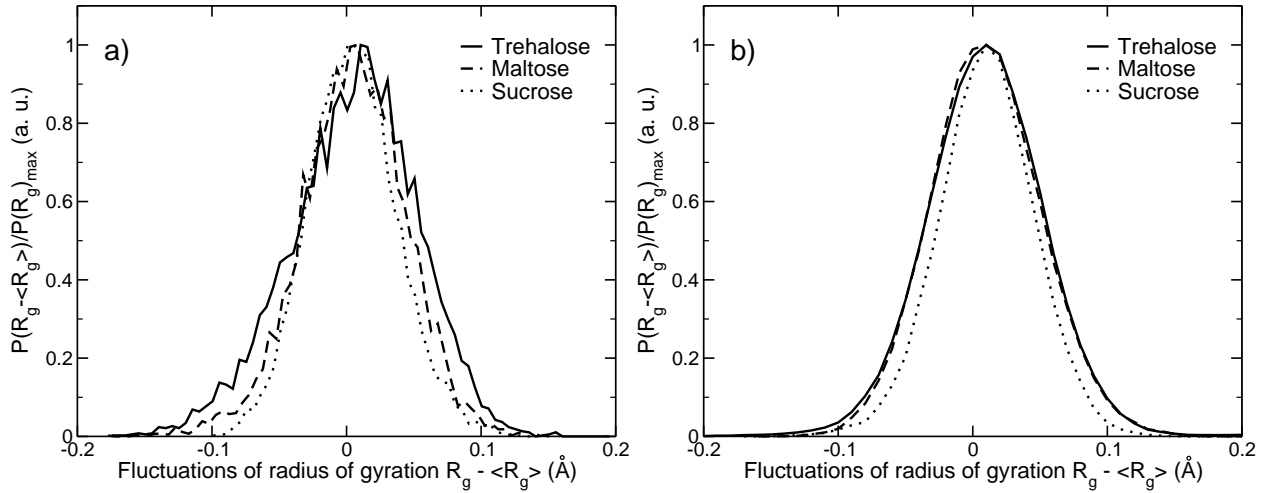 a)
Trehalose
Maltose
Sucrose
1
0.8
0.6
0.4
0.2
0
-0.2
-0.1
0
0.1
0.2
P(R_g-<R_g>)/P(R_g)_max (a. u.)
Fluctuations of radius of gyration R_g - <R_g> (Å)
b)
Trehalose
Maltose
Sucrose
1
0.8
0.6
0.4
0.2
0
-0.2
-0.1
0
0.1
0.2
P(R_g-<R_g>)/P(R_g)_max (a. u.)
Fluctuations of radius of gyration R_g - <R_g> (Å)